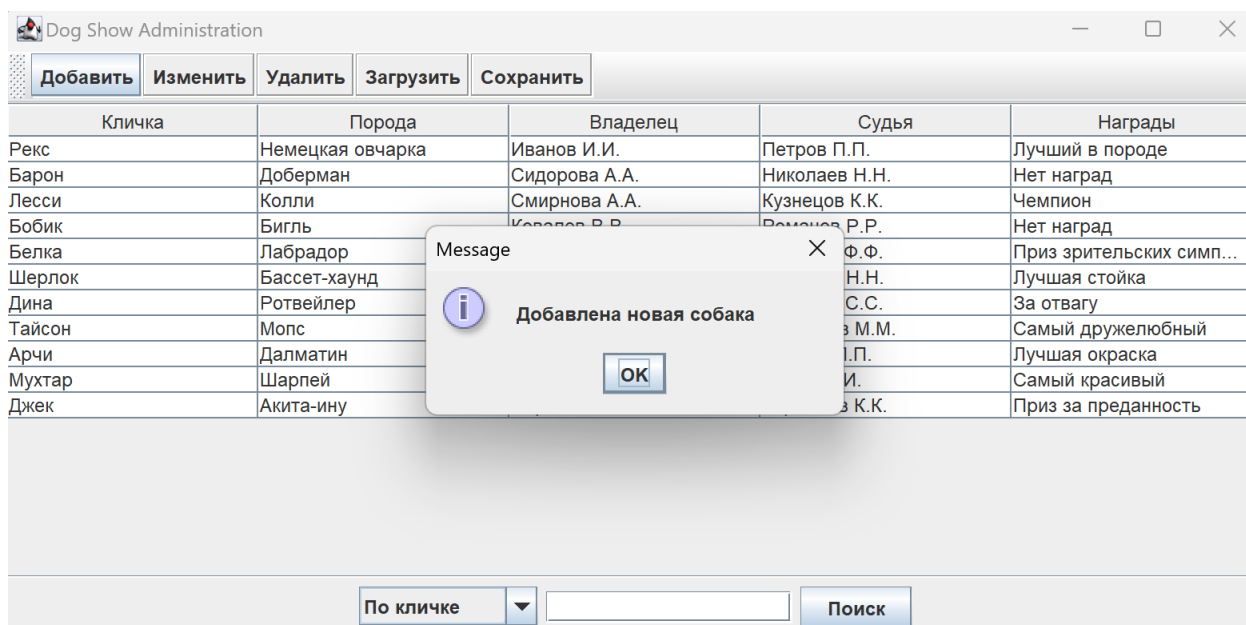 Dog Show Administration
Добавить Изменить Удалить Загрузить Сохранить
Кличка Порода Владелец Судья Награды
Рекс Немецкая овчарка Иванов И.И. Петров П.П. Лучший в породе
Барон Доберман Сидорова А.А. Николаев Н.Н. Нет наград
Лесси Колли Смирнова А.А. Кузнецов К.К. Чемпион
Бобик Бигль Р.Р. Нет наград
Белка Лабрадор Ф.Ф. Приз зрительских симп...
Шерлок Бассет-хаунд Н.Н. Лучшая стойка
Дина Ротвейлер С.С. За отвагу
Тайсон Мопс М.М. Самый дружелюбный
Арчи Далматин Лучшая окраска
Мухтар Шарпей Самый красивый
Джек Акита-ину К.К. Приз за преданность
Message
Добавлена новая собака
OK
По кличке Поиск